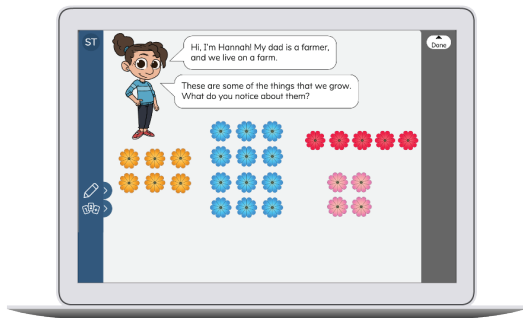 ST
Hi, I'm Hannah! My dad is a farmer,
and we live on a farm.
Done
These are some of the things that we grow.
What do you notice about them?